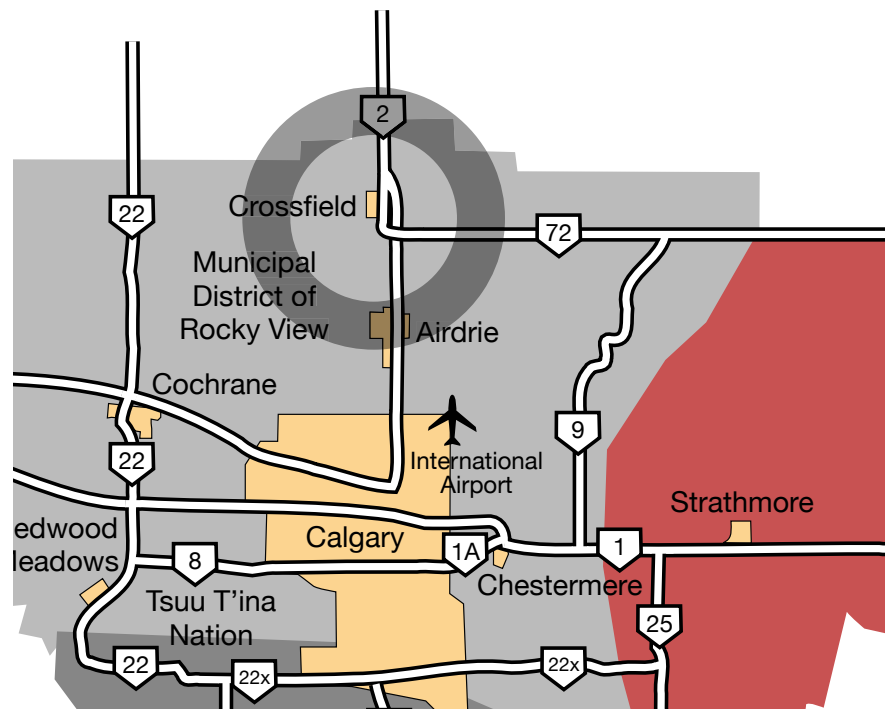 2
22
Crossfield
72
Municipal
District of
Rocky View
Airdrie
Cochrane
9
22
International
Airport
Strathmore
edwood
Calgary
1A
1
eadows
8
Chestermere
Tsuu T'ina
Nation
25
22
22x
22x